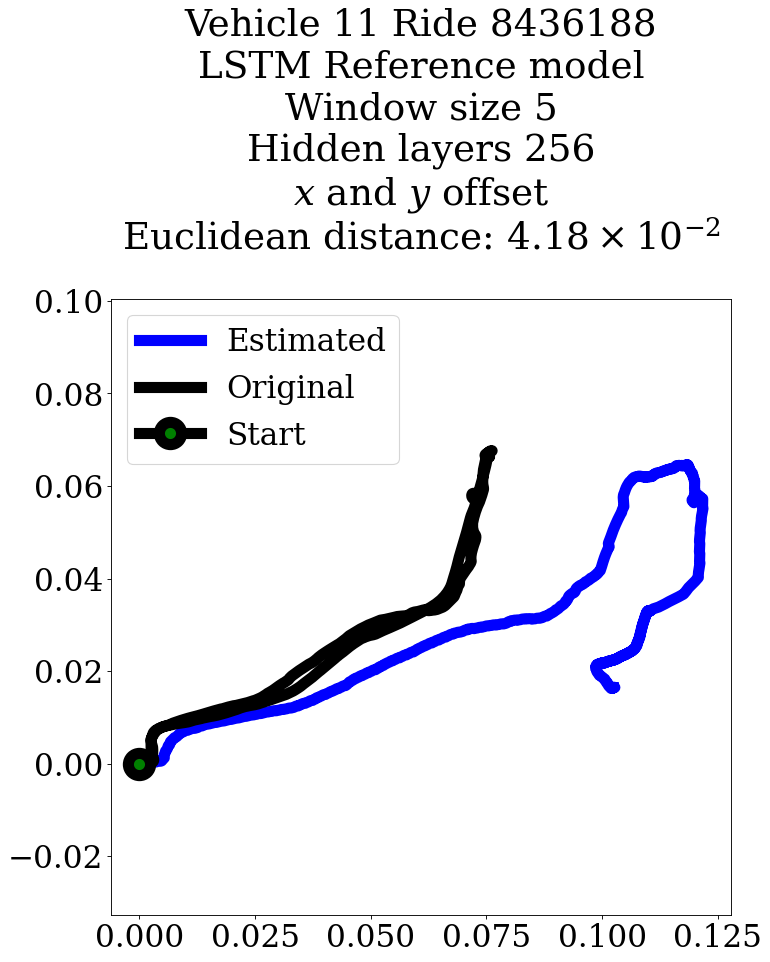 Vehicle 11 Ride 8436188
LSTM Reference model
Window size 5
Hidden layers 256
x and y offset
Euclidean distance: 4.18 × 10⁻²
0.10
0.08
0.06
0.04
0.02
0.00
−0.02
Estimated
Original
Start
0.000 0.025 0.050 0.075 0.100 0.125